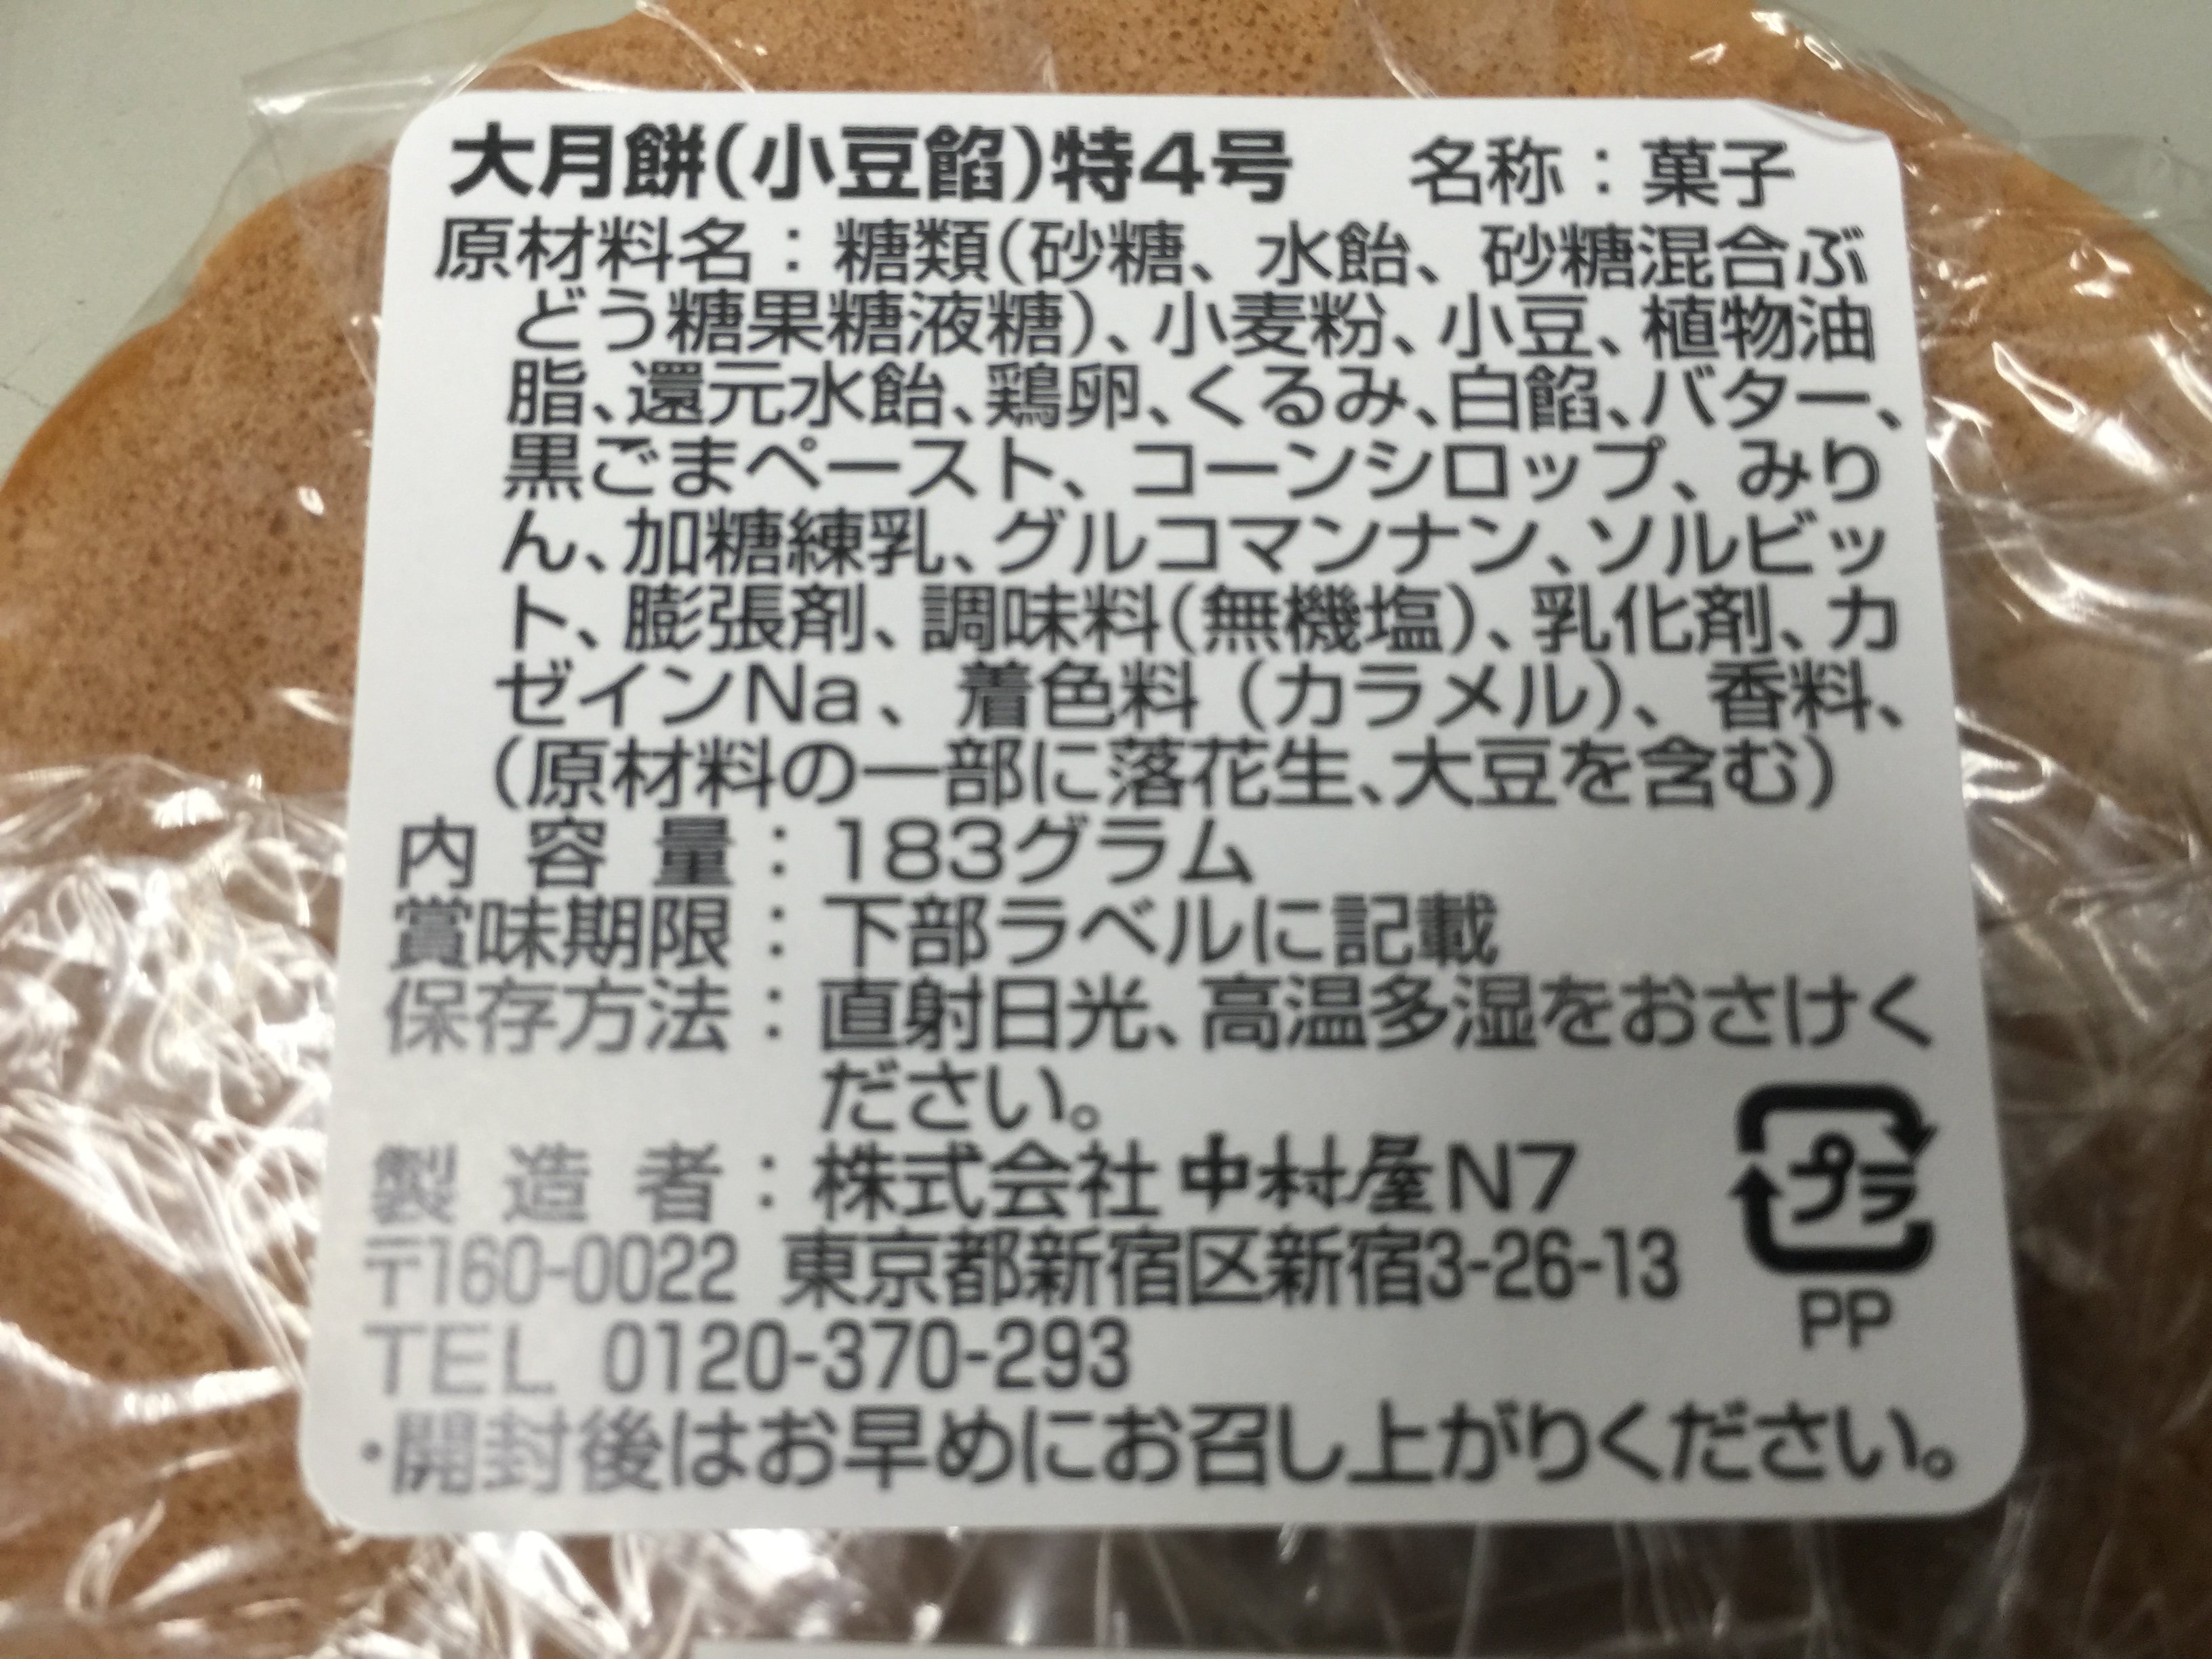 大月餅(小豆餡)特4号 名称：菓子
原材料名：糖類(砂糖、水飴、砂糖混合ぶ
どう糖果糖液糖)、小麦粉、小豆、植物油
脂、還元水飴、鶏卵、くるみ、白餡、バター、
黒ごまペースト、コーンシロップ、みり
ん、加糖練乳、グルコマンナン、ソルビッ
ト、膨張剤、調味料(無機塩)、乳化剤、カ
ゼインNa、着色料(カラメル)、香料、
(原材料の一部に落花生、大豆を含む)
内容量：183グラム
賞味期限：下部ラベルに記載
保存方法：直射日光、高温多湿をおさけく
ださい。
製造者：株式会社中村屋N7
〒160-0022 東京都新宿区新宿3-26-13
TEL 0120-370-293
・開封後はお早めにお召し上がりください。
プラ
PP